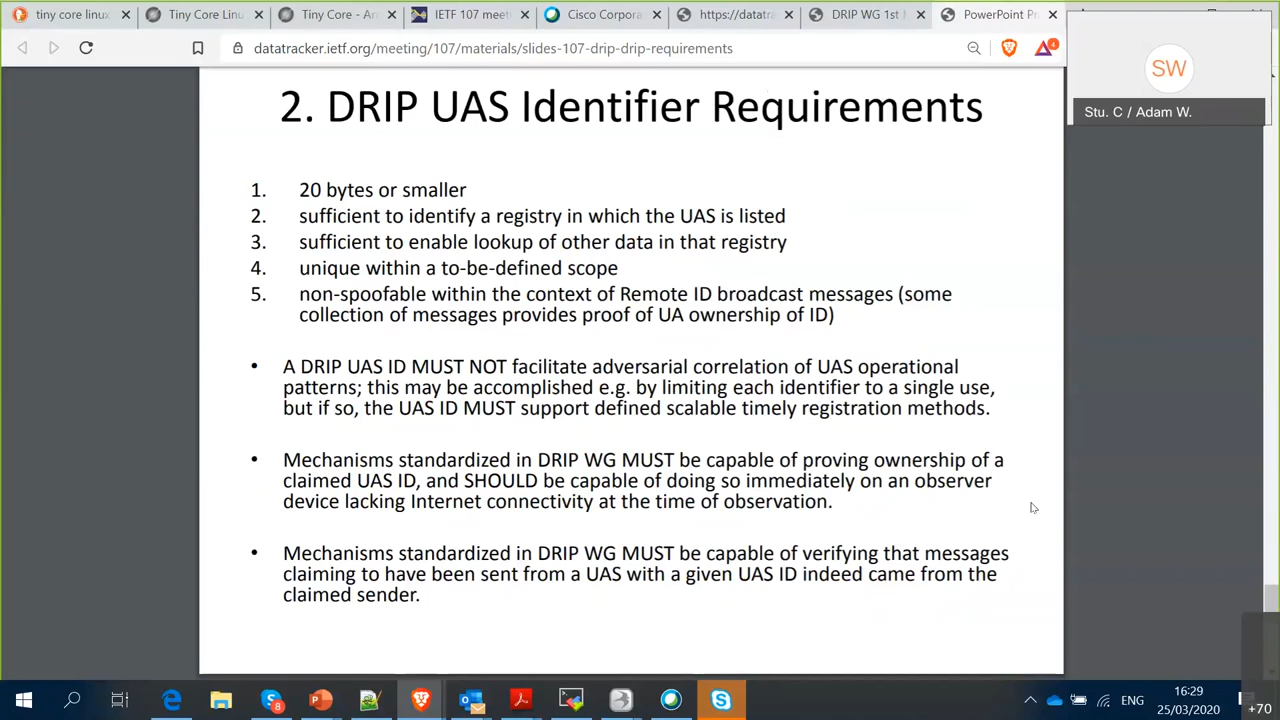 tiny core linux
Tiny Core Linu
Tiny Core - An
IETF 107 meet
Cisco Corpora
https://datatr
DRIP WG 1st
PowerPoint Pr
datatracker.ietf.org/meeting/107/materials/slides-107-drip-drip-requirements
4
SW
Stu. C / Adam W.
2. DRIP UAS Identifier Requirements
1. 20 bytes or smaller
2. sufficient to identify a registry in which the UAS is listed
3. sufficient to enable lookup of other data in that registry
4. unique within a to-be-defined scope
5. non-spoofable within the context of Remote ID broadcast messages (some
collection of messages provides proof of UA ownership of ID)
• A DRIP UAS ID MUST NOT facilitate adversarial correlation of UAS operational
patterns; this may be accomplished e.g. by limiting each identifier to a single use,
but if so, the UAS ID MUST support defined scalable timely registration methods.
• Mechanisms standardized in DRIP WG MUST be capable of proving ownership of a
claimed UAS ID, and SHOULD be capable of doing so immediately on an observer
device lacking Internet connectivity at the time of observation.
• Mechanisms standardized in DRIP WG MUST be capable of verifying that messages
claiming to have been sent from a UAS with a given UAS ID indeed came from the
claimed sender.
8
ENG
16:29
25/03/2020
+70